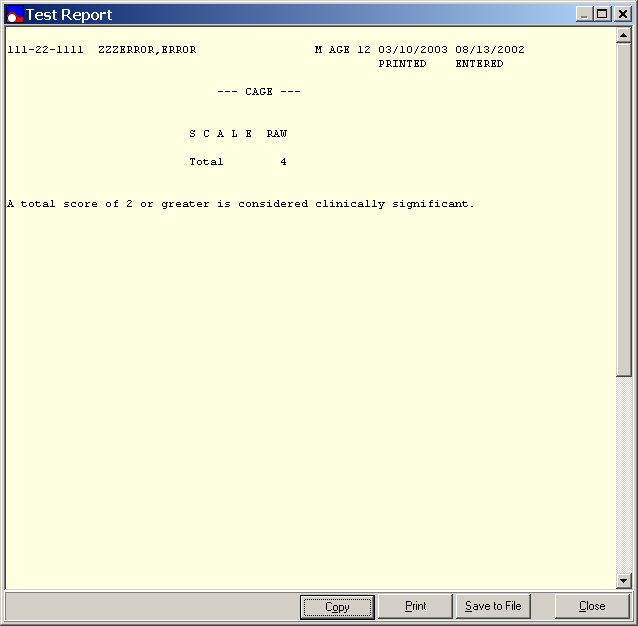 Test Report
111-22-1111  ZZZERROR,ERROR                 M AGE 12 03/10/2003 08/13/2002
PRINTED    ENTERED
--- CAGE ---
S C A L E  RAW
Total        4
A total score of 2 or greater is considered clinically significant.
Copy Print Save to File Close